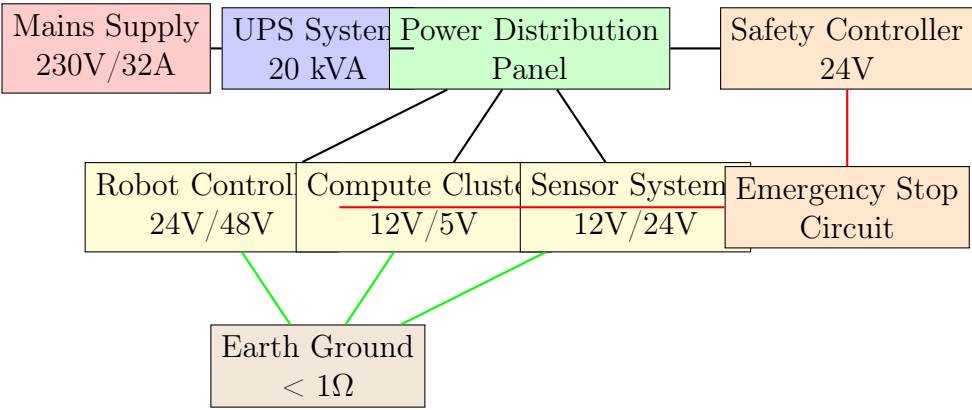 Mains Supply
230V/32A
UPS System
20 kVA
Power Distribution
Panel
Safety Controller
24V
Robot Controll
24V/48V
Compute Cluste
12V/5V
Sensor System
12V/24V
Emergency Stop
Circuit
Earth Ground
< 1Ω